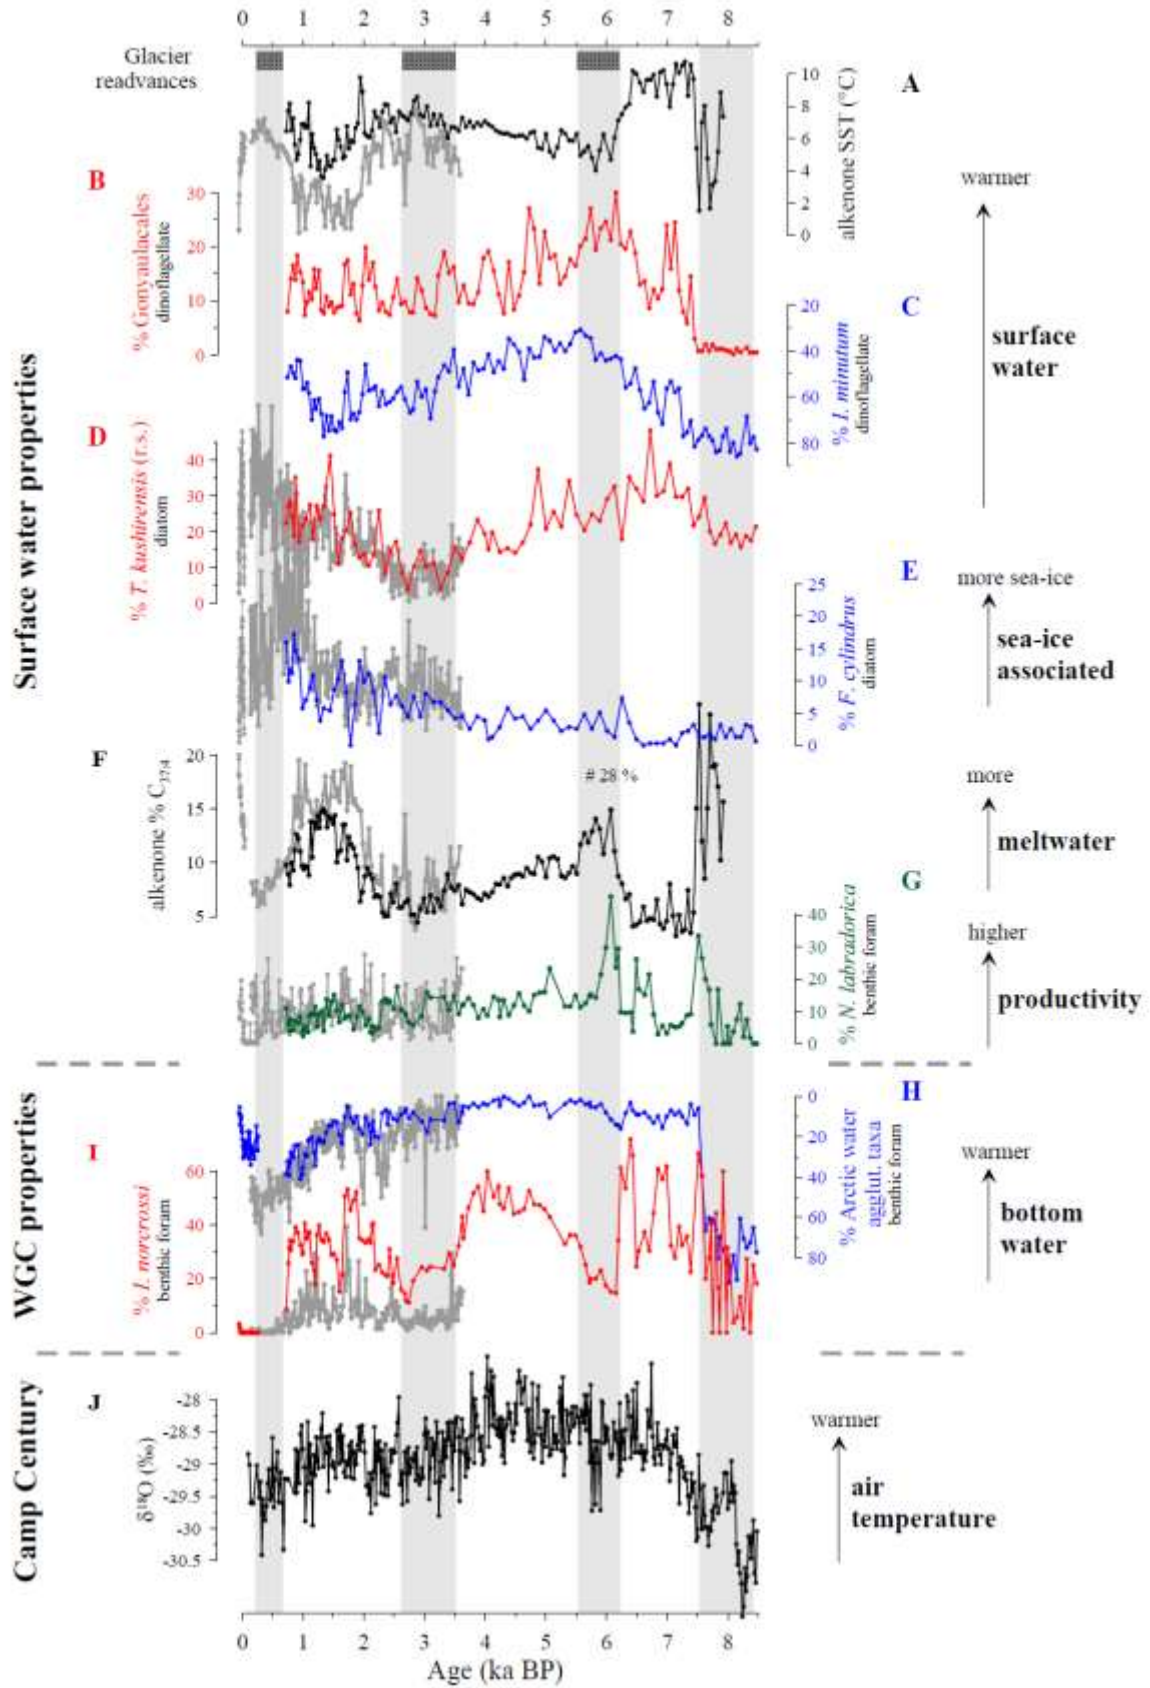 0 1 2 3 4 5 6 7 8
Glacier
readvances
A
10
8
6
4
2
0
alkenone SST (°C)
warmer
B
30
20
10
0
% Gonyaulacales
dinoflagellate
C
20
40
60
80
% I. minutum
dinoflagellate
surface
water
Surface water properties
D
40
30
20
10
0
% T. kushirensis (r.s.)
diatom
E
25
20
15
10
5
0
% F. cylindrus
diatom
more sea-ice
sea-ice
associated
F
20
15
10
5
alkenone % C37:4
# 28 %
more
meltwater
G
40
30
20
10
0
% N. labradorica
benthic foram
higher
productivity
WGC properties
H
0
20
40
60
80
% Arctic water
agglut. taxa
benthic foram
warmer
bottom
water
I
60
40
20
0
% I. norcrossi
benthic foram
Camp Century
J
-28
-28.5
-29
-29.5
-30
-30.5
δ¹⁸O (‰)
warmer
air
temperature
0 1 2 3 4 5 6 7 8
Age (ka BP)